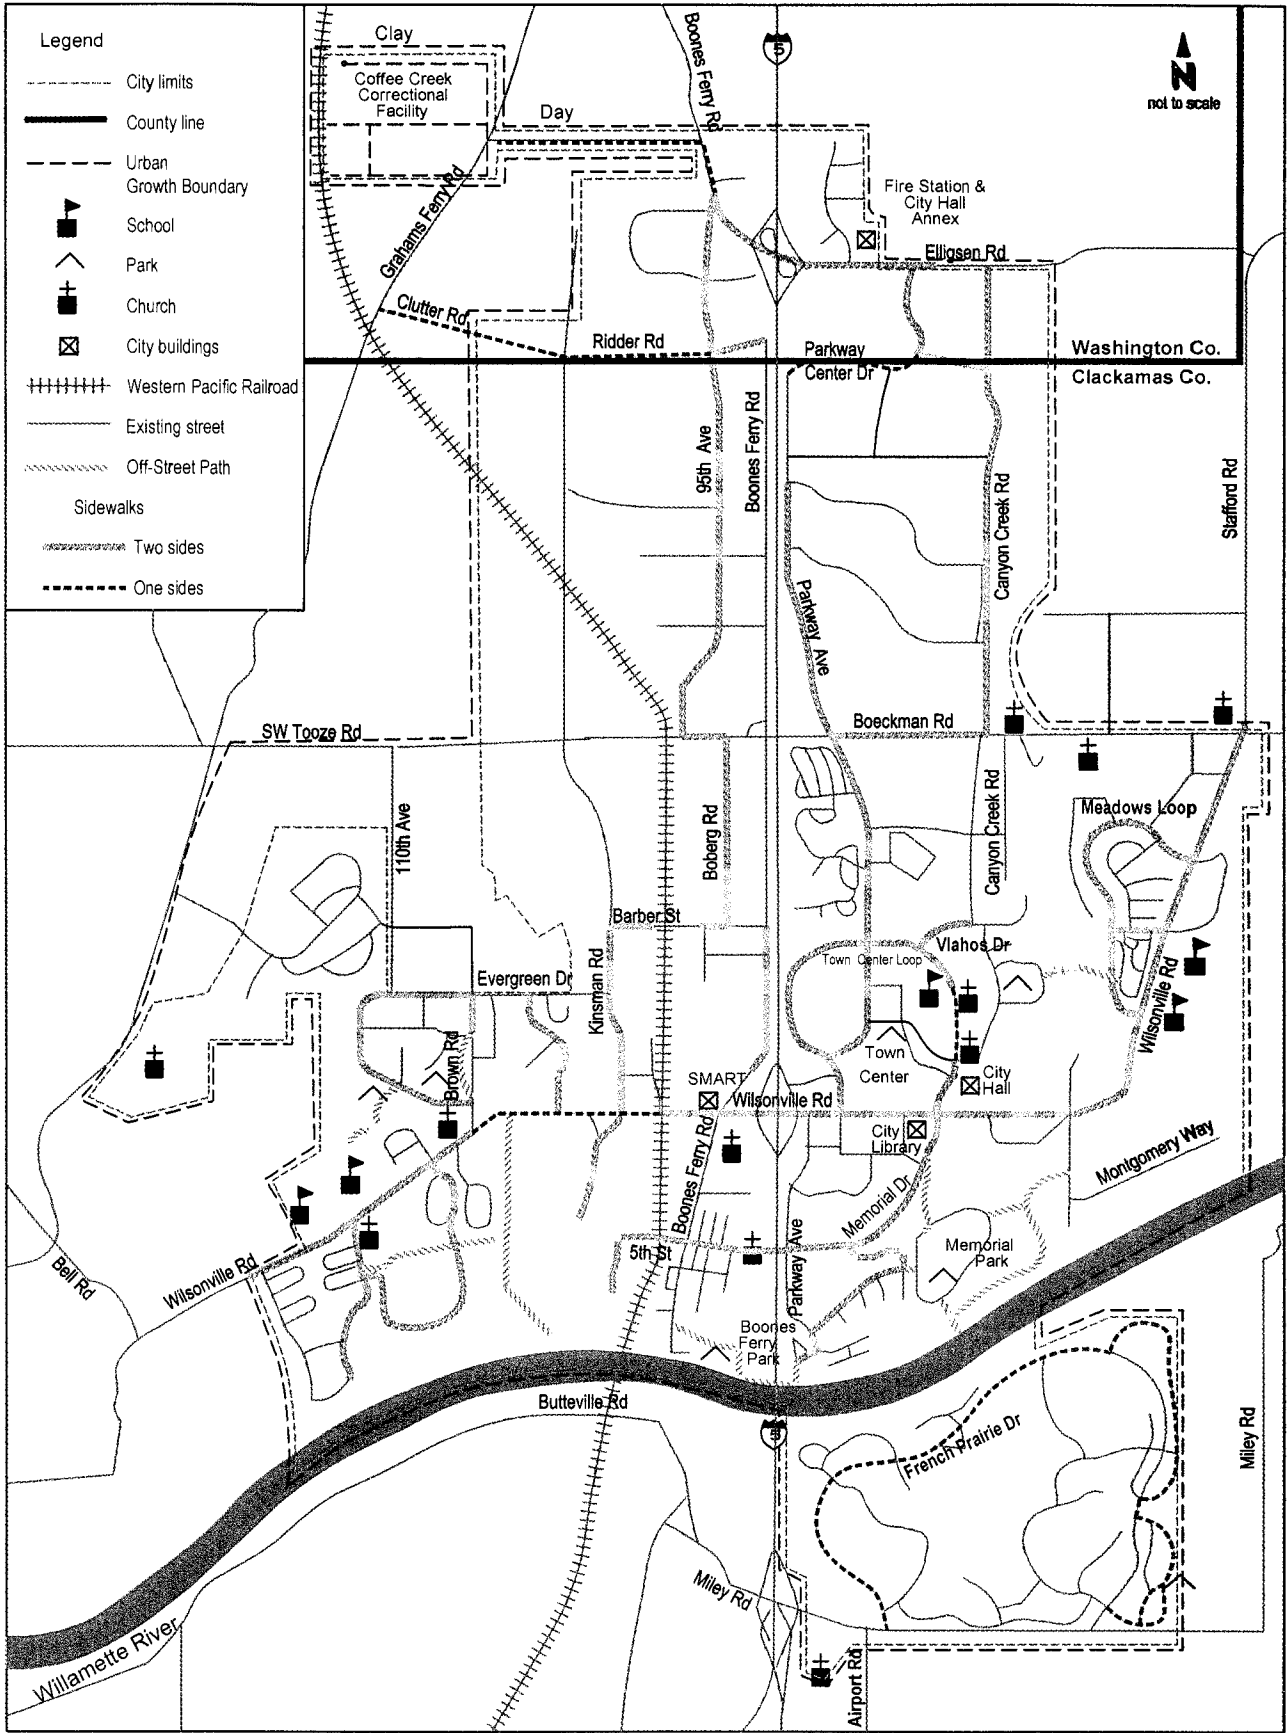 Legend
City limits
County line
Urban
Growth Boundary
School
Park
Church
City buildings
Western Pacific Railroad
Existing street
Off-Street Path
Sidewalks
Two sides
One sides
Clay
Coffee Creek
Correctional
Facility
Day
Boones Ferry Rd
5
N
not to scale
Grahams Ferry Rd
Fire Station &
City Hall
Annex
Elligsen Rd
Clutter Rd
Ridder Rd
Parkway
Center Dr
Washington Co.
Clackamas Co.
95th Ave
Boones Ferry Rd
Canyon Creek Rd
Stafford Rd
Parkway Ave
SW Tooze Rd
Boeckman Rd
110th Ave
Boberg Rd
Canyon Creek Rd
Meadows Loop
Barber St
Vlahos Dr
Town Center Loop
Evergreen Dr
Kinsman Rd
Wilsonville Rd
Brown Rd
Town
Center
City
Hall
SMART
Wilsonville Rd
City
Library
Boones Ferry Rd
Montgomery Way
Memorial Dr
5th St
Parkway Ave
Memorial
Park
Bell Rd
Wilsonville Rd
Boones
Ferry
Park
Butteville Rd
5
French Prairie Dr
Miley Rd
Miley Rd
Willamette River
Airport Rd